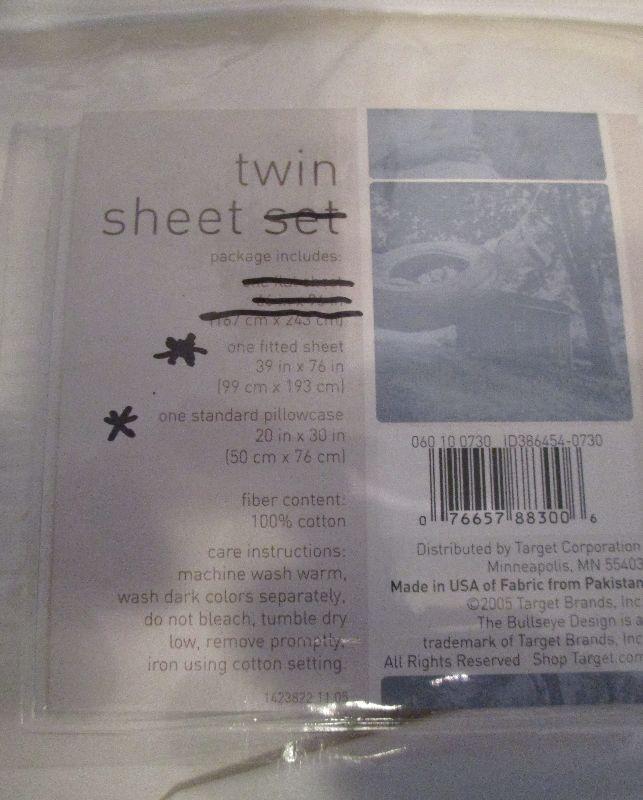 twin
sheet set
package includes:
(167 cm x 243 cm)
one fitted sheet
39 in x 76 in
(99 cm x 193 cm)
one standard pillowcase
20 in x 30 in
(50 cm x 76 cm)
fiber content:
100% cotton
care instructions:
machine wash warm,
wash dark colors separately,
do not bleach, tumble dry
low, remove promptly,
iron using cotton setting.
1423822 11.05
060 10 0730 ID386454-0730
0 76657 88300 6
Distributed by Target Corporation
Minneapolis, MN 55403
Made in USA of Fabric from Pakistan
©2005 Target Brands, Inc
The Bullseye Design is a
trademark of Target Brands, Inc
All Rights Reserved Shop Target.com